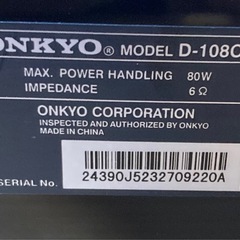 ONKYO® MODEL D-108C
MAX. POWER HANDLING 80W
IMPEDANCE 6Ω
ONKYO CORPORATION
INSPECTED AND AUTHORIZED BY ONKYO
MADE IN CHINA
SERIAL No. 24390J5232709220A